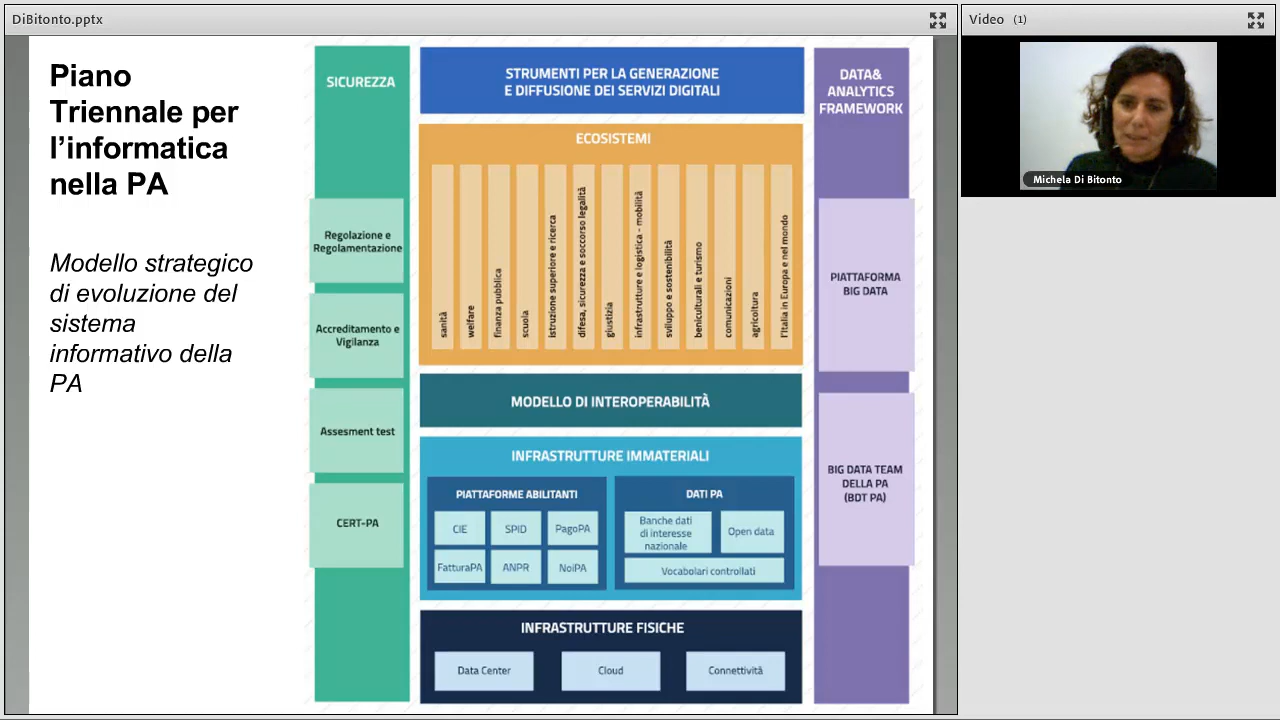 DiBitonto.pptx
Video (1)
Michela Di Bitonto
Piano
Triennale per
l'informatica
nella PA
Modello strategico
di evoluzione del
sistema
informativo della
PA
SICUREZZA
Regolazione e
Regolamentazione
Accreditamento e
Vigilanza
Assesment test
CERT-PA
STRUMENTI PER LA GENERAZIONE
E DIFFUSIONE DEI SERVIZI DIGITALI
ECOSISTEMI
sanità
welfare
finanza pubblica
scuola
istruzione superiore e ricerca
difesa, sicurezza e soccorso legalità
giustizia
infrastrutture e logistica - mobilità
sviluppo e sostenibilità
beniculturali e turismo
comunicazioni
agricoltura
l'Italia in Europa e nel mondo
MODELLO DI INTEROPERABILITÀ
INFRASTRUTTURE IMMATERIALI
PIATTAFORME ABILITANTI
CIE SPID PagoPA
FatturaPA ANPR NoiPA
DATI PA
Banche dati
di interesse
nazionale
Open data
Vocabolari controllati
INFRASTRUTTURE FISICHE
Data Center Cloud Connettività
DATA&
ANALYTICS
FRAMEWORK
PIATTAFORMA
BIG DATA
BIG DATA TEAM
DELLA PA
(BDT PA)